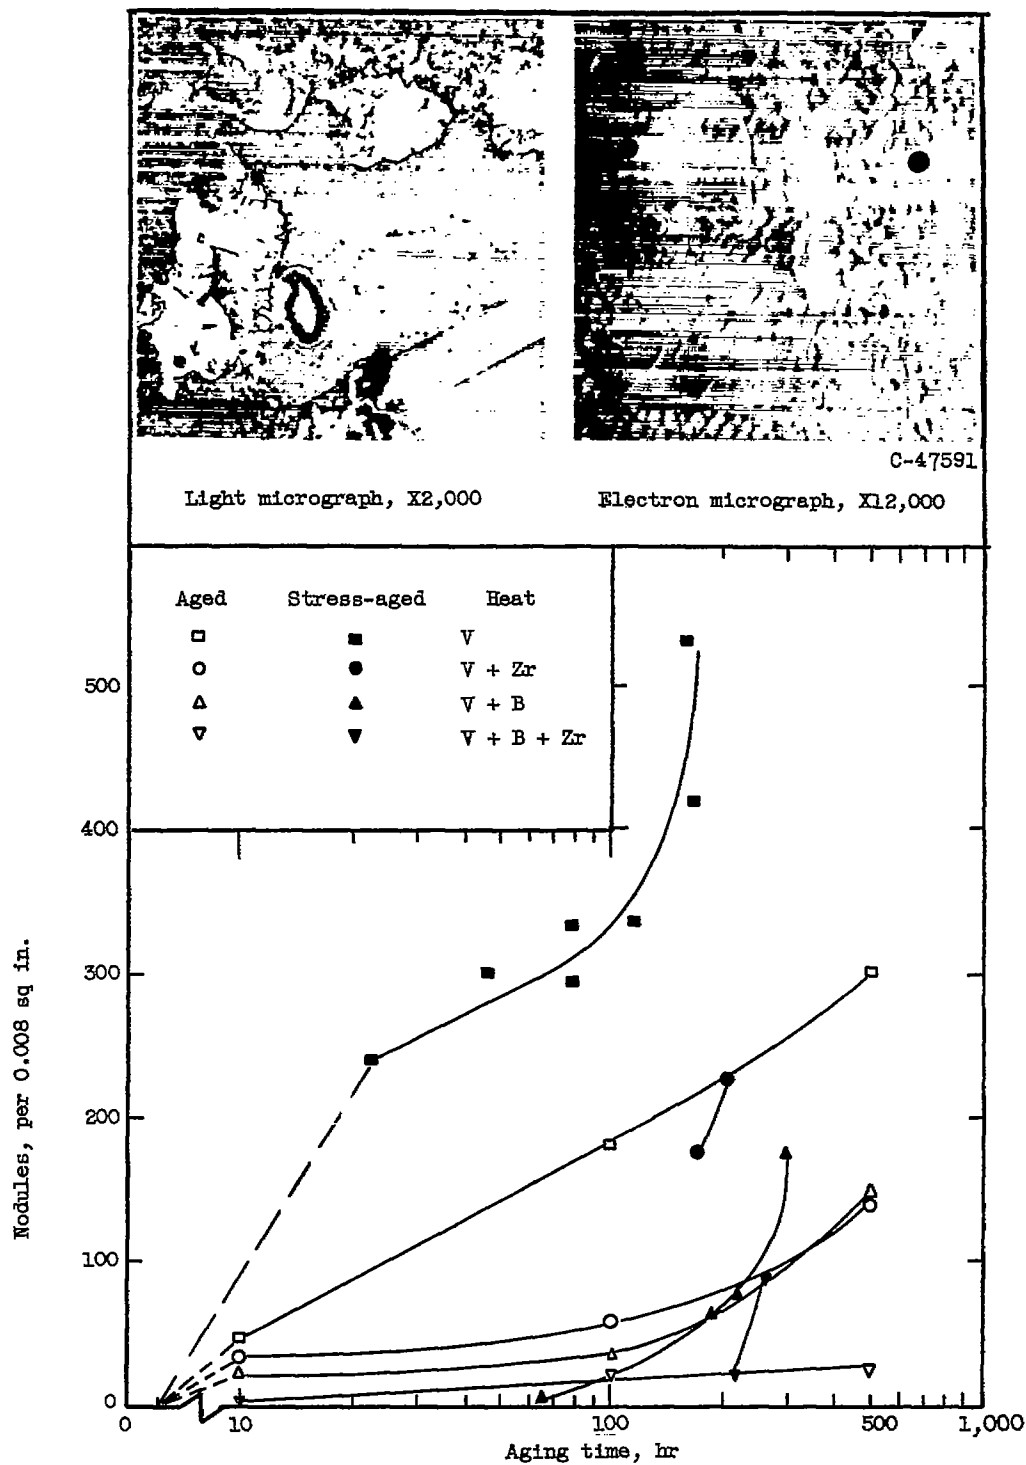 C-47591
Light micrograph, X2,000
Electron micrograph, X12,000
Aged Stress-aged Heat
V
V + Zr
V + B
V + B + Zr
500
400
300
200
100
0
Nodules, per 0.008 sq in.
0 10 100 500 1,000
Aging time, hr